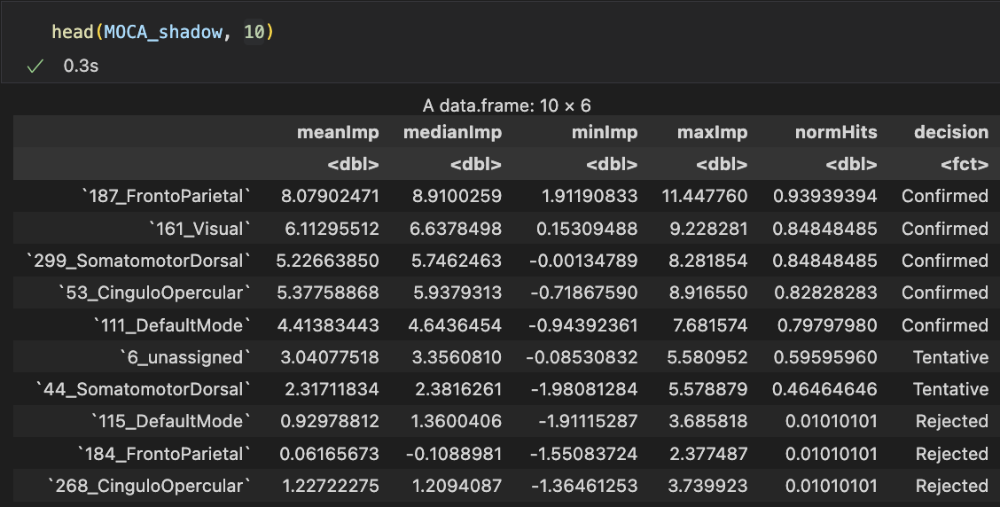 head(MOCA_shadow, 10)
✓ 0.3s
A data.frame: 10 × 6
meanImp medianImp minImp maxImp normHits decision
<dbl> <dbl> <dbl> <dbl> <dbl> <fct>
`187_FrontoParietal` 8.07902471 8.9100259 1.91190833 11.447760 0.93939394 Confirmed
`161_Visual` 6.11295512 6.6378498 0.15309488 9.228281 0.84848485 Confirmed
`299_SomatomotorDorsal` 5.22663850 5.7462463 -0.00134789 8.281854 0.84848485 Confirmed
`53_CinguloOpercular` 5.37758868 5.9379313 -0.71867590 8.916550 0.82828283 Confirmed
`111_DefaultMode` 4.41383443 4.6436454 -0.94392361 7.681574 0.79797980 Confirmed
`6_unassigned` 3.04077518 3.3560810 -0.08530832 5.580952 0.59595960 Tentative
`44_SomatomotorDorsal` 2.31711834 2.3816261 -1.98081284 5.578879 0.46464646 Tentative
`115_DefaultMode` 0.92978812 1.3600406 -1.91115287 3.685818 0.01010101 Rejected
`184_FrontoParietal` 0.06165673 -0.1088981 -1.55083724 2.377487 0.01010101 Rejected
`268_CinguloOpercular` 1.22722275 1.2094087 -1.36461253 3.739923 0.01010101 Rejected